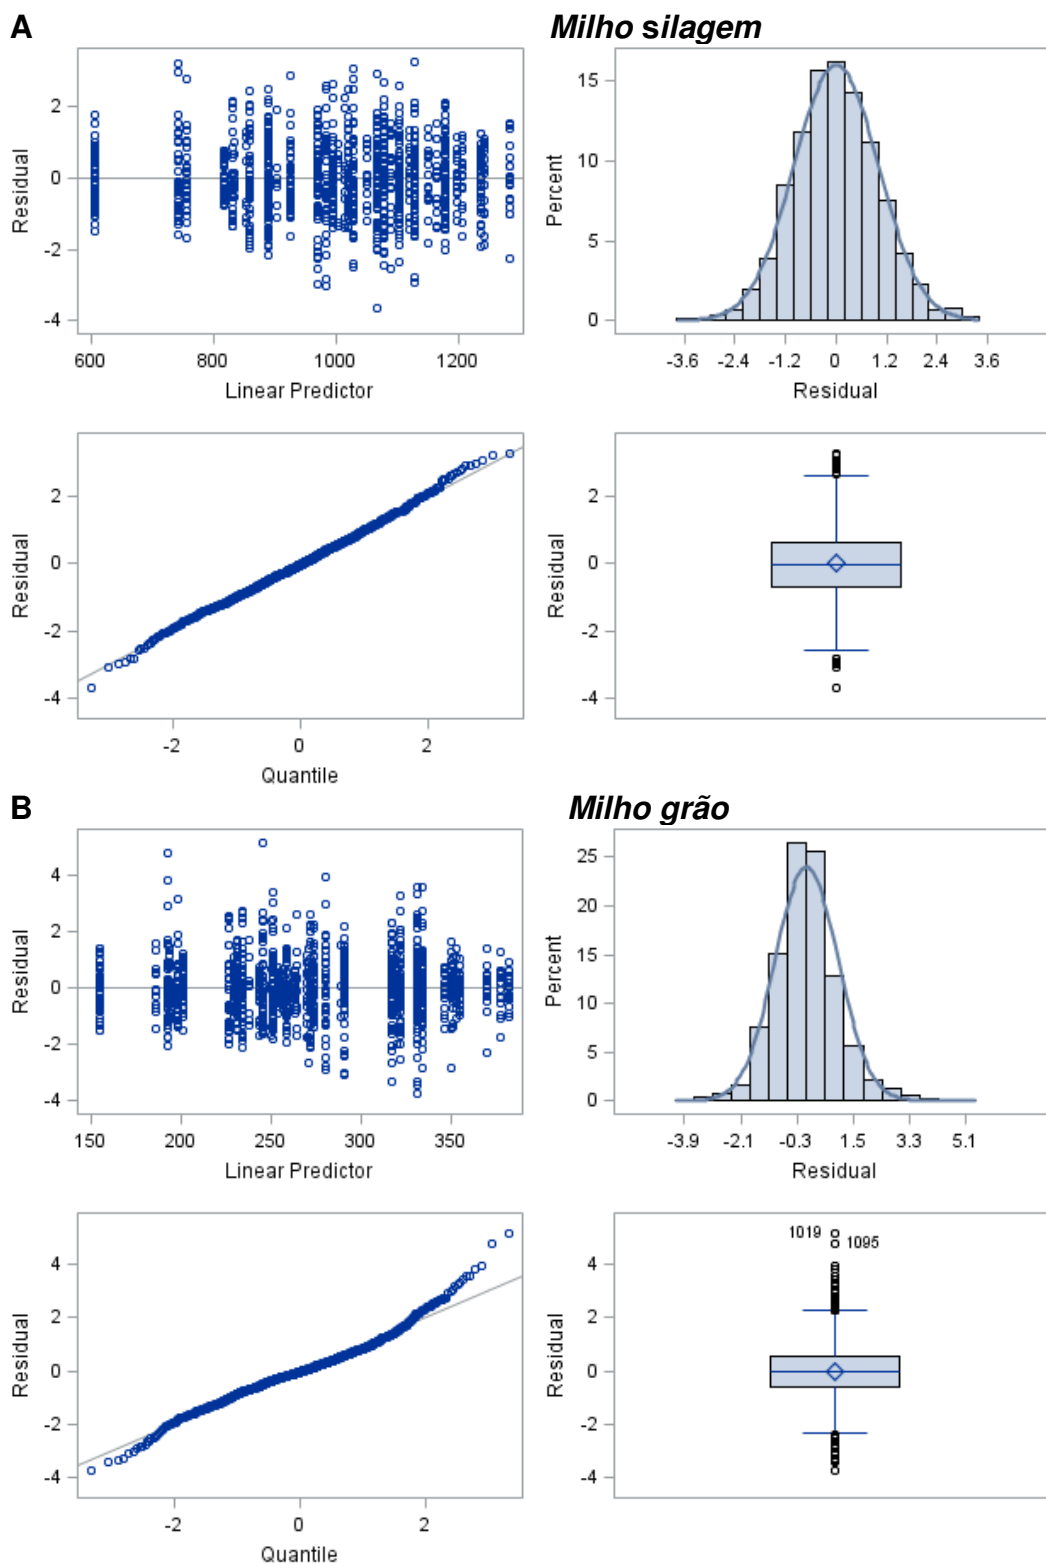 A
Milho silagem
Residual
2
0
-2
-4
600 800 1000 1200
Linear Predictor
Percent
15
10
5
0
-3.6 -2.4 -1.2 0 1.2 2.4 3.6
Residual
Residual
2
0
-2
-4
-2 0 2
Quantile
Residual
2
0
-2
-4
B
Milho grão
Residual
4
2
0
-2
-4
150 200 250 300 350
Linear Predictor
Percent
25
20
15
10
5
0
-3.9 -2.1 -0.3 1.5 3.3 5.1
Residual
Residual
4
2
0
-2
-4
-2 0 2
Quantile
Residual
4
2
0
-2
-4
1019
1095